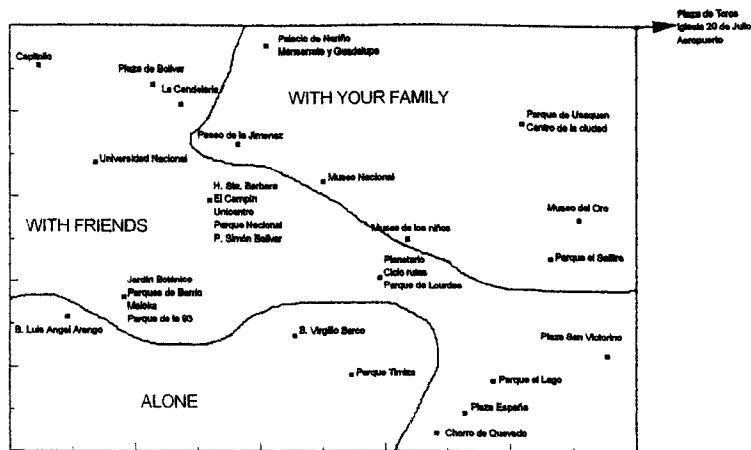 Plaza de Toros
Iglesia 20 de Julio
Aeropuerto
Palacio de Nariño
Monserrate y Guadalupe
Capitolio
Plaza de Bolivar
La Candelaria
WITH YOUR FAMILY
Parque de Usaquen
Centro de la ciudad
Paseo de la Jimenez
Universidad Nacional
Museo Nacional
H. Sta. Barbara
El Campin
Unicentro
Parque Nacional
P. Simón Bolivar
Museo del Oro
WITH FRIENDS
Museo de los niños
Planetario
Ciclo rutas
Parque de Lourdes
Parque el Salitre
Jardín Botánico
Parques de Barrio
Maloka
Parque de la 93
B. Luis Angel Arango
B. Virgilio Barco
Plaza San Victorino
Parque Timiza
Parque el Lago
ALONE
Plaza España
Chorro de Quevedo